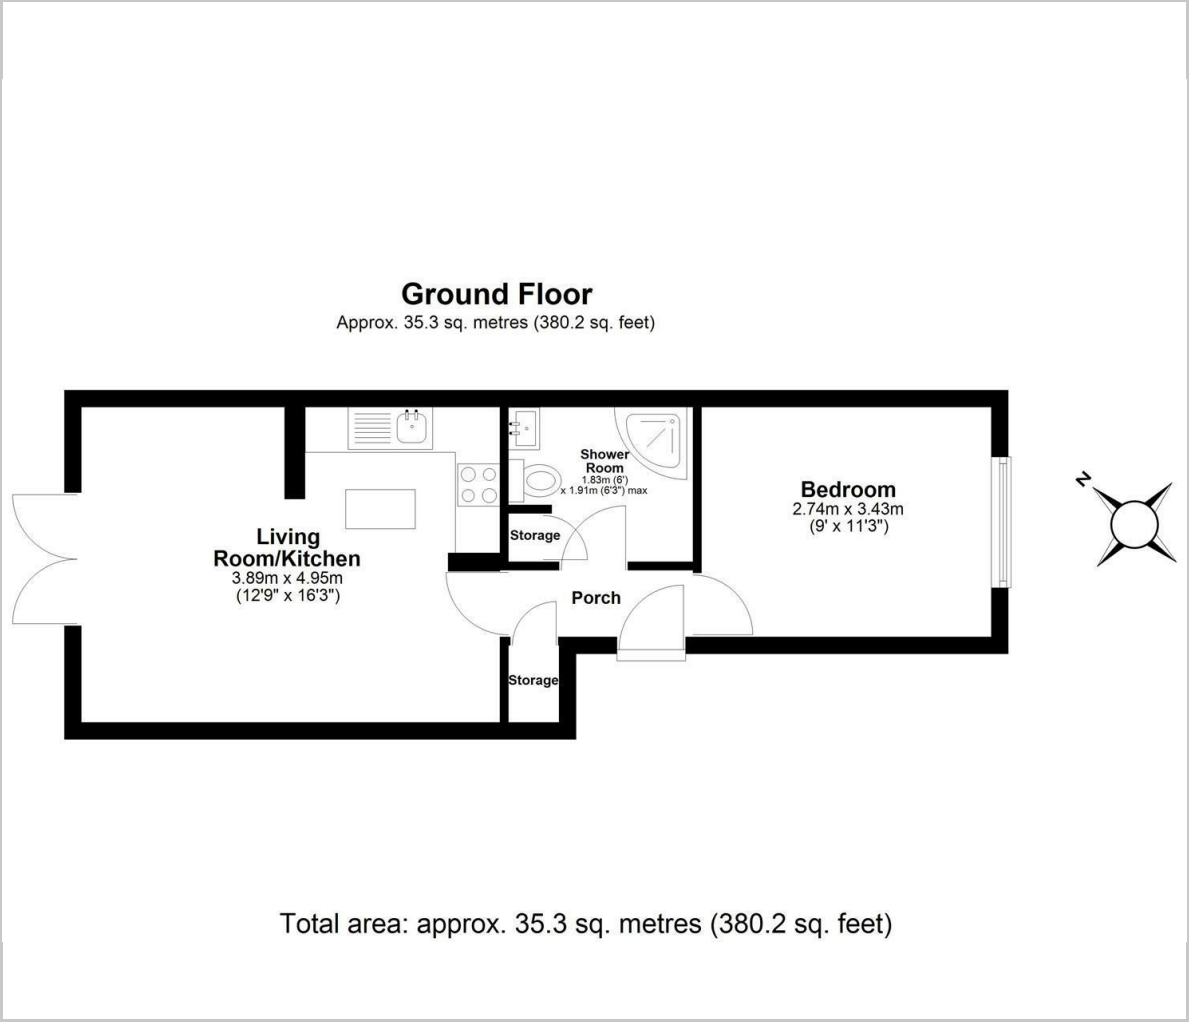 Ground Floor
Approx. 35.3 sq. metres (380.2 sq. feet)
Shower
Room
1.83m (6')
x 1.91m (6'3") max
Bedroom
2.74m x 3.43m
(9' x 11'3")
N
Living
Room/Kitchen
3.89m x 4.95m
(12'9" x 16'3")
Storage
Porch
Storage
Total area: approx. 35.3 sq. metres (380.2 sq. feet)